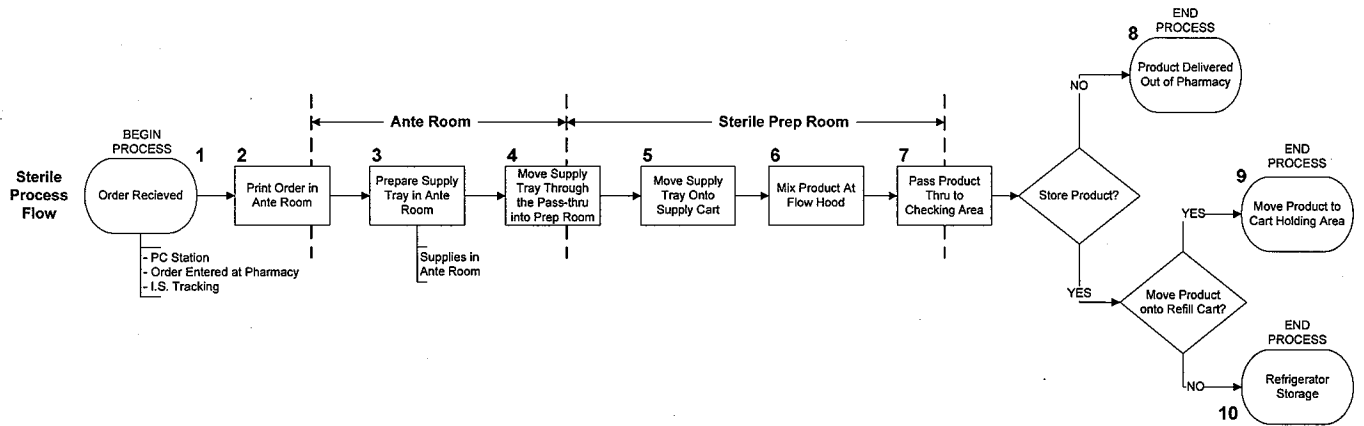 Sterile
Process
Flow
BEGIN
PROCESS
1
Order Recieved
- PC Station
- Order Entered at Pharmacy
- I.S. Tracking
2
Print Order in
Ante Room
Ante Room
3
Prepare Supply
Tray in Ante
Room
Supplies in
Ante Room
4
Move Supply
Tray Through
the Pass-thru
into Prep Room
Sterile Prep Room
5
Move Supply
Tray Onto
Supply Cart
6
Mix Product At
Flow Hood
7
Pass Product
Thru to
Checking Area
Store Product?
NO
END
PROCESS
8
Product Delivered
Out of Pharmacy
YES
Move Product
onto Refill Cart?
YES
END
PROCESS
9
Move Product to
Cart Holding Area
NO
END
PROCESS
Refrigerator
Storage
10